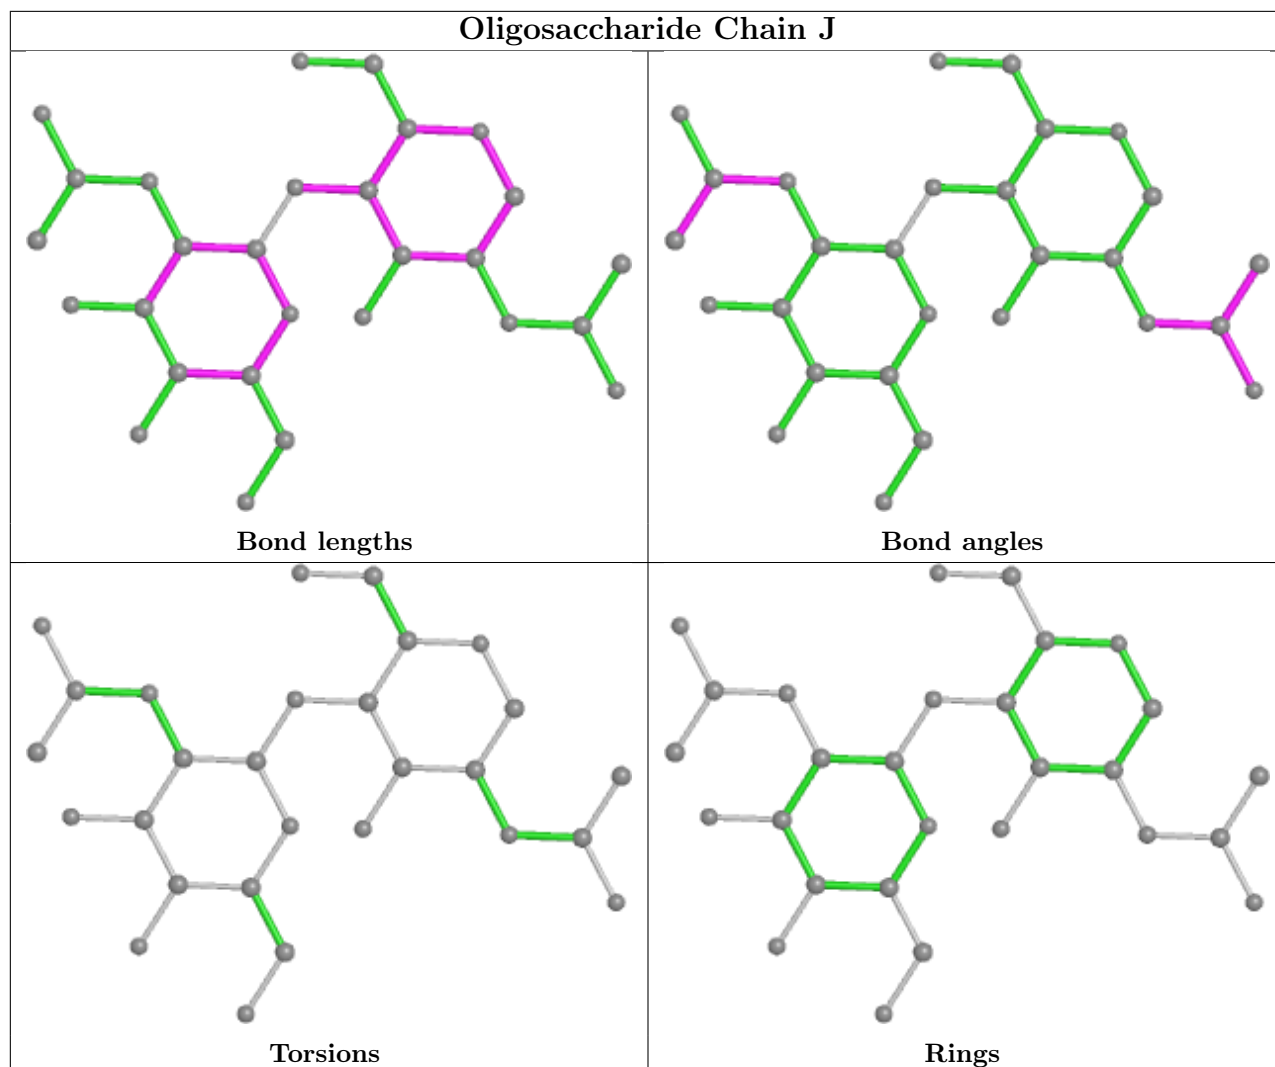 Oligosaccharide Chain J
Bond lengths
Bond angles
Torsions
Rings